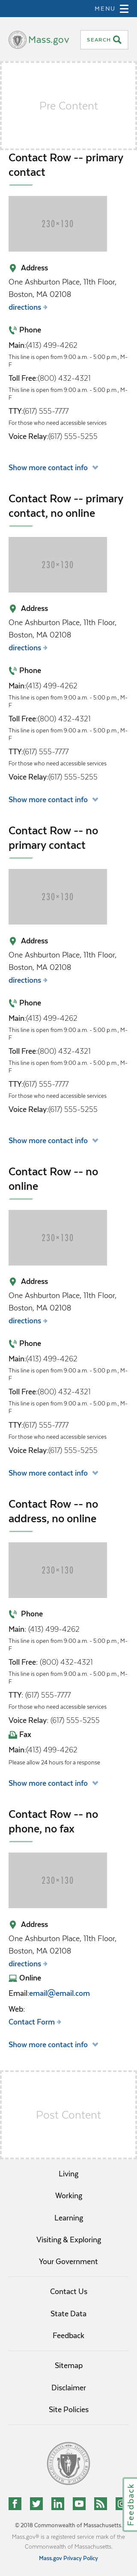 MENU
Mass.gov
SEARCH
Pre Content
Contact Row -- primary
contact
230×130
Address
One Ashburton Place, 11th Floor,
Boston, MA 02108
directions
Phone
Main:(413) 499-4262
This line is open from 9:00 a.m. - 5:00 p.m., M-
F
Toll Free:(800) 432-4321
This line is open from 9:00 a.m. - 5:00 p.m., M-
F
TTY:(617) 555-7777
For those who need accessible services
Voice Relay:(617) 555-5255
Show more contact info
Contact Row -- primary
contact, no online
230×130
Address
One Ashburton Place, 11th Floor,
Boston, MA 02108
directions
Phone
Main:(413) 499-4262
This line is open from 9:00 a.m. - 5:00 p.m., M-
F
Toll Free:(800) 432-4321
This line is open from 9:00 a.m. - 5:00 p.m., M-
F
TTY:(617) 555-7777
For those who need accessible services
Voice Relay:(617) 555-5255
Show more contact info
Contact Row -- no
primary contact
230×130
Address
One Ashburton Place, 11th Floor,
Boston, MA 02108
directions
Phone
Main:(413) 499-4262
This line is open from 9:00 a.m. - 5:00 p.m., M-
F
Toll Free:(800) 432-4321
This line is open from 9:00 a.m. - 5:00 p.m., M-
F
TTY:(617) 555-7777
For those who need accessible services
Voice Relay:(617) 555-5255
Show more contact info
Contact Row -- no
online
230×130
Address
One Ashburton Place, 11th Floor,
Boston, MA 02108
directions
Phone
Main:(413) 499-4262
This line is open from 9:00 a.m. - 5:00 p.m., M-
F
Toll Free:(800) 432-4321
This line is open from 9:00 a.m. - 5:00 p.m., M-
F
TTY:(617) 555-7777
For those who need accessible services
Voice Relay:(617) 555-5255
Show more contact info
Contact Row -- no
address, no online
230×130
Phone
Main: (413) 499-4262
This line is open from 9:00 a.m. - 5:00 p.m., M-
F
Toll Free: (800) 432-4321
This line is open from 9:00 a.m. - 5:00 p.m., M-
F
TTY: (617) 555-7777
For those who need accessible services
Voice Relay: (617) 555-5255
Fax
Main:(413) 499-4262
Please allow 24 hours for a response
Show more contact info
Contact Row -- no
phone, no fax
230×130
Address
One Ashburton Place, 11th Floor,
Boston, MA 02108
directions
Online
Email:email@email.com
Web:
Contact Form
Show more contact info
Post Content
Living
Working
Learning
Visiting & Exploring
Your Government
Contact Us
State Data
Feedback
Sitemap
Disclaimer
Site Policies
Feedback
© 2018 Commonwealth of Massachusetts.
Mass.gov® is a registered service mark of the
Commonwealth of Massachusetts.
Mass.gov Privacy Policy